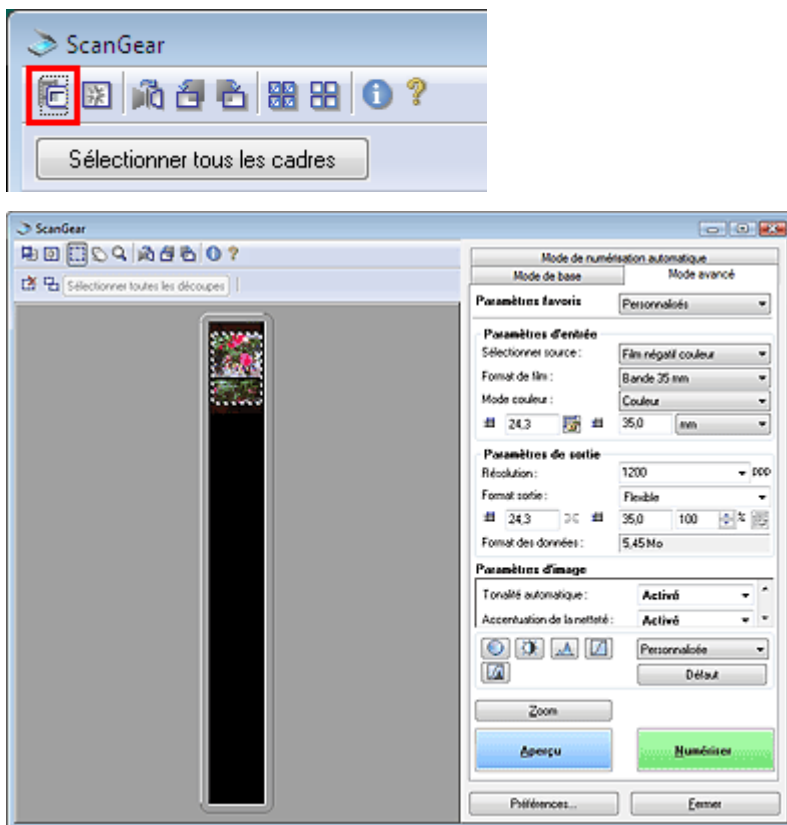 ScanGear
Sélectionner tous les cadres
ScanGear
Mode de numérisation automatique
Mode de base Mode avancé
Sélectionner toutes les découpes
Paramètres favoris Personnalisés
Paramètres d'entrée
Sélectionner source : Film négatif couleur
Format de film : Bande 35 mm
Mode couleur : Couleur
24,3 35,0 mm
Paramètres de sortie
Résolution : 1200 PPP
Format sortie : Flexible
24,3 35,0 100 %
Format des données : 5,45 Mo
Paramètres d'image
Tonalité automatique : Activé
Accentuation de la netteté : Activé
Personnalisée
Défaut
Zoom
Aperçu Numériser
Préférences... Fermer